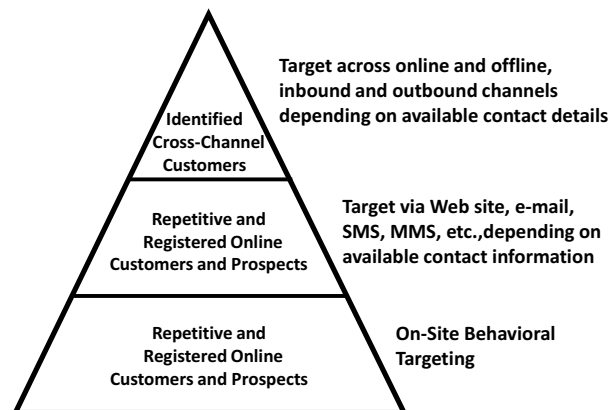 Target across online and offline,
inbound and outbound channels
depending on available contact details
Identified
Cross-Channel
Customers
Repetitive and
Registered Online
Customers and Prospects
Target via Web site, e-mail,
SMS, MMS, etc.,depending on
available contact information
Repetitive and
Registered Online
Customers and Prospects
On-Site Behavioral
Targeting